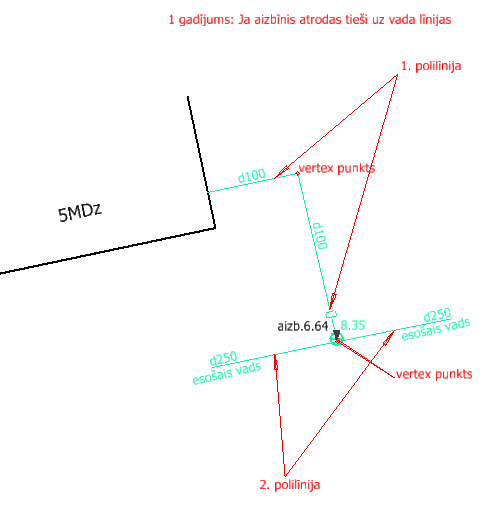 1 gadījums: Ja aizbīnis atrodas tieši uz vada līnijas
1. polilīnija
vertex punkts
d100
5MDz
d100
aizb.6.64
8.35
d250
esošais vads
d250
esošais vads
vertex punkts
2. polilīnija